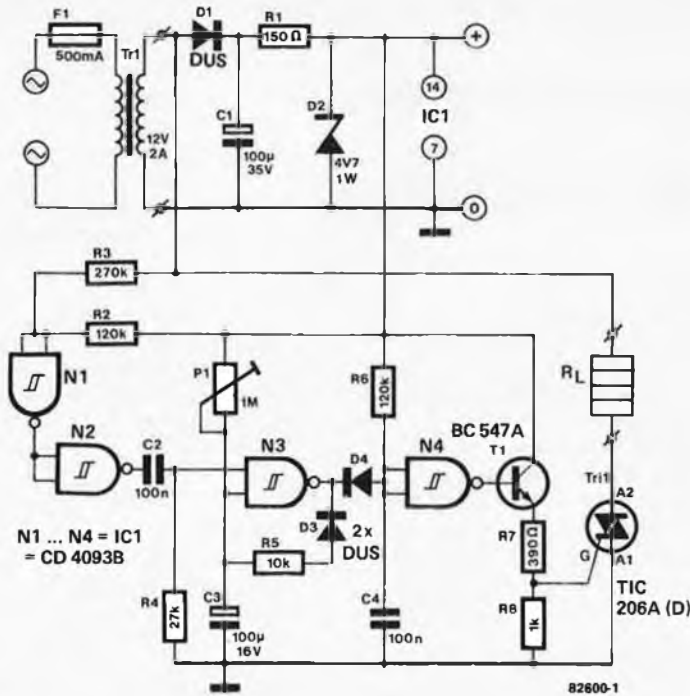 F1
500mA
Tr1
12V
2A
D1
DUS
R1
150 Ω
C1
100µ
35V
D2
4V7
1W
14
IC1
7
+
0
R3
270k
R2
120k
N1
N2
C2
100n
P1
1M
N3
R6
120k
D4
N4
BC 547A
T1
RL
Tri1
A2
A1
G
TIC
206A (D)
N1 ... N4 = IC1
= CD 4093B
R4
27k
R5
10k
D3
2x
DUS
C3
100µ
16V
C4
100n
R7
390Ω
R8
1k
82600-1